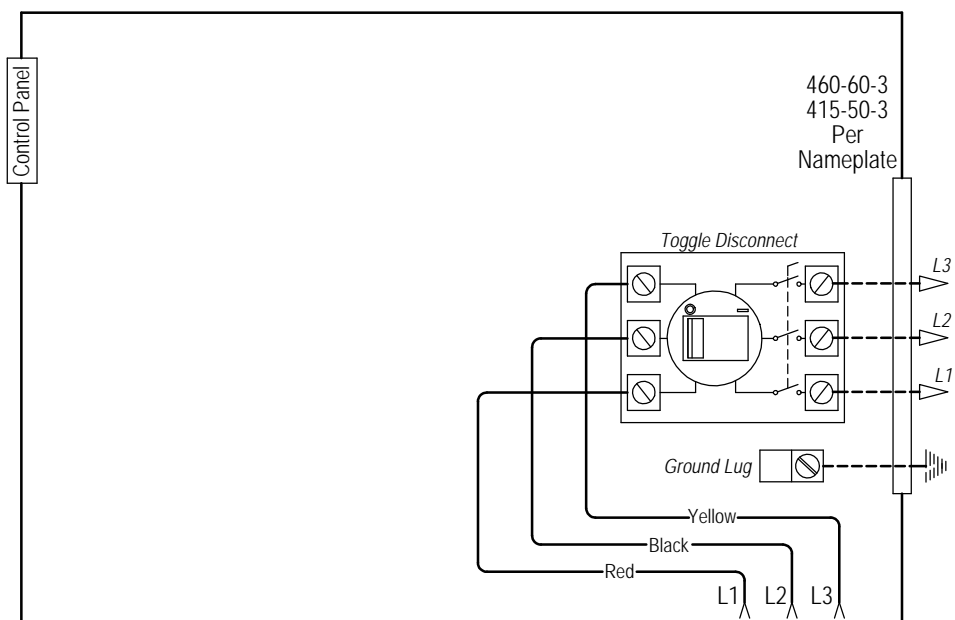 Control Panel
460-60-3
415-50-3
Per
Nameplate
Toggle Disconnect
L3
L2
L1
Ground Lug
Yellow
Black
Red
L1 L2 L3